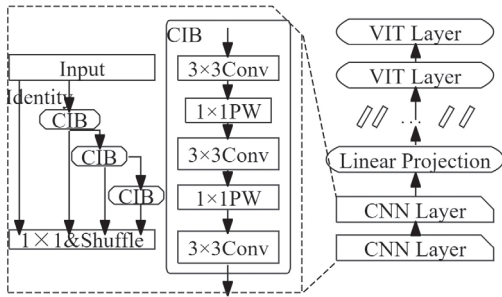 Input
Identity
CIB
CIB
CIB
1×1&Shuffle
CIB
3×3Conv
1×1PW
3×3Conv
1×1PW
3×3Conv
VIT Layer
VIT Layer
...
Linear Projection
CNN Layer
CNN Layer